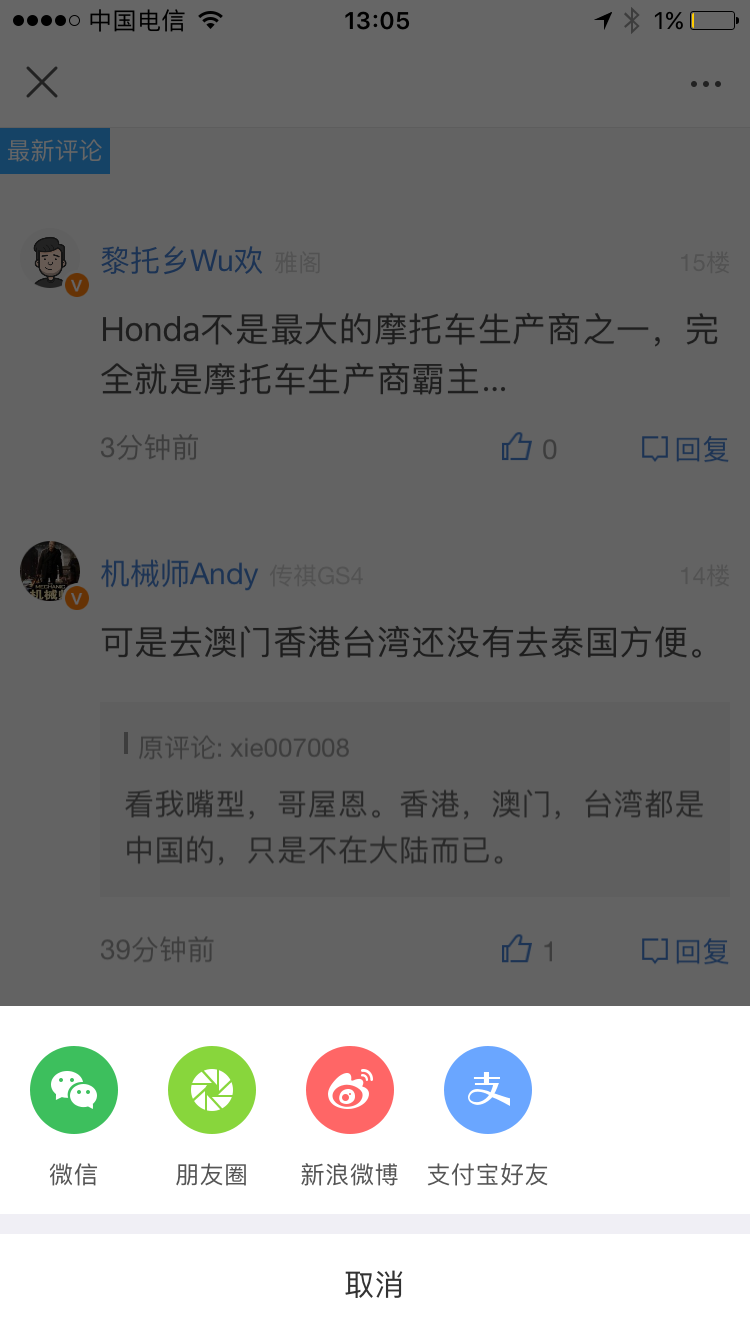 中国电信 13:05 1%
最新评论
黎托乡Wu欢 雅阁 15楼
Honda不是最大的摩托车生产商之一，完
全就是摩托车生产商霸主...
3分钟前 0 回复
机械师Andy 传祺GS4 14楼
可是去澳门香港台湾还没有去泰国方便。
原评论: xie007008
看我嘴型，哥屋恩。香港，澳门，台湾都是
中国的，只是不在大陆而已。
39分钟前 1 回复
微信 朋友圈 新浪微博 支付宝好友
取消